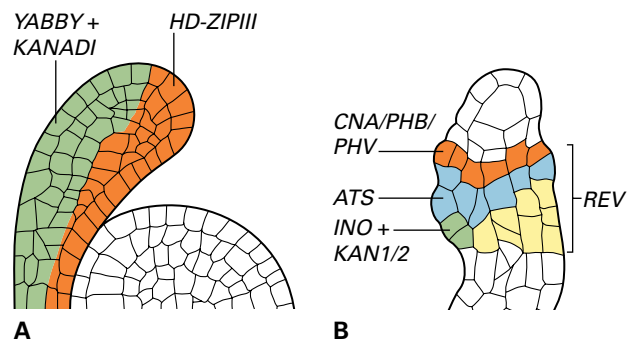 YABBY +
KANADI
HD-ZIPIII
A
CNA/PHB/
PHV
ATS
INO +
KAN1/2
REV
B